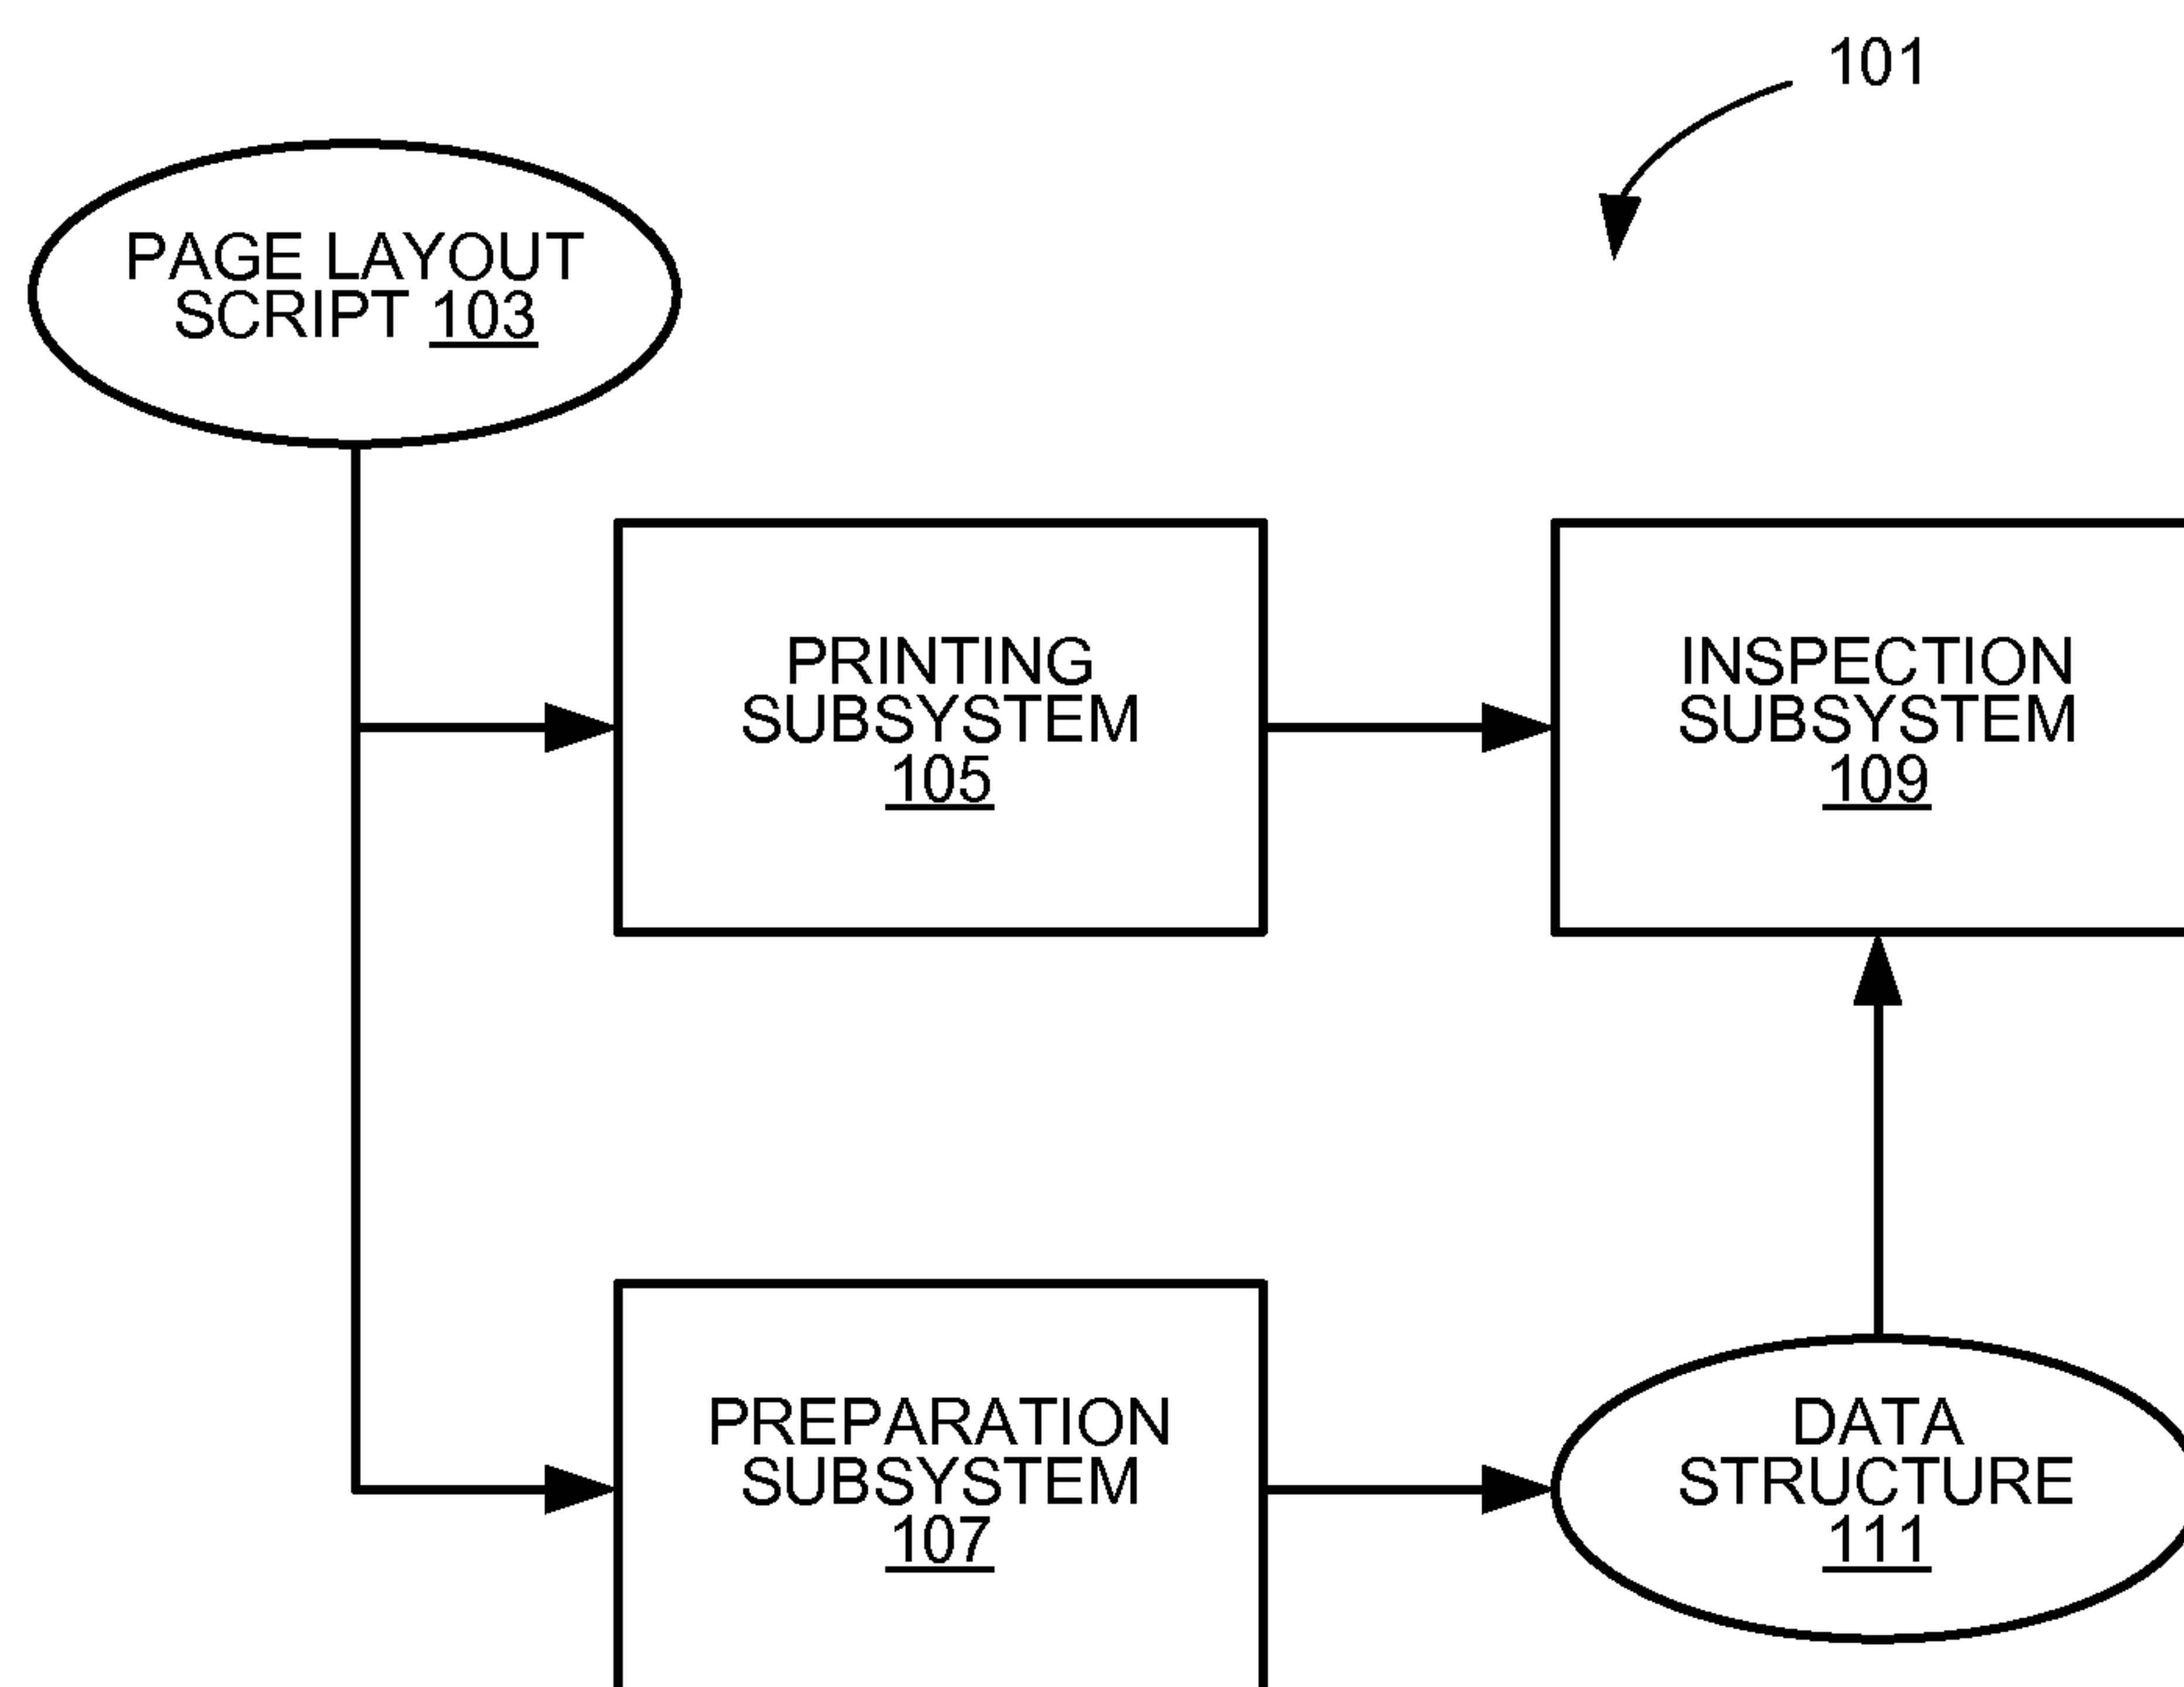 101
PAGE LAYOUT
SCRIPT 103
PRINTING
SUBSYSTEM
105
INSPECTION
SUBSYSTEM
109
PREPARATION
SUBSYSTEM
107
DATA
STRUCTURE
111